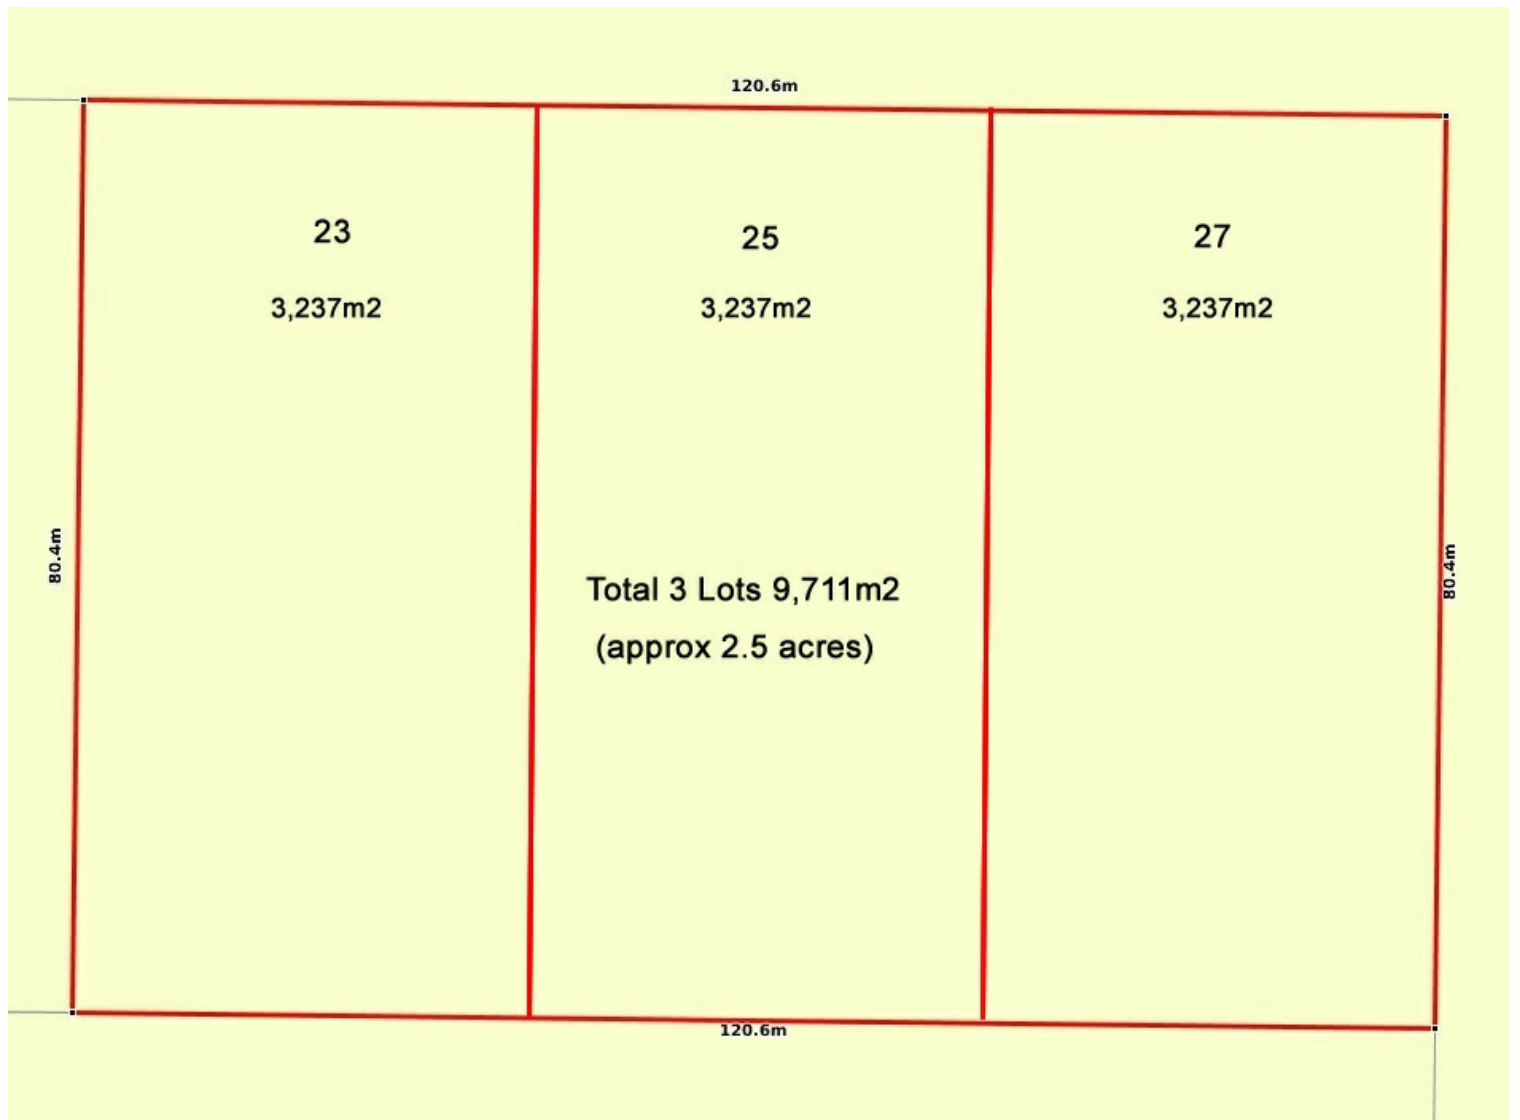 120.6m
23
25
27
3,237m2
3,237m2
3,237m2
80.4m
80.4m
Total 3 Lots 9,711m2
(approx 2.5 acres)
120.6m